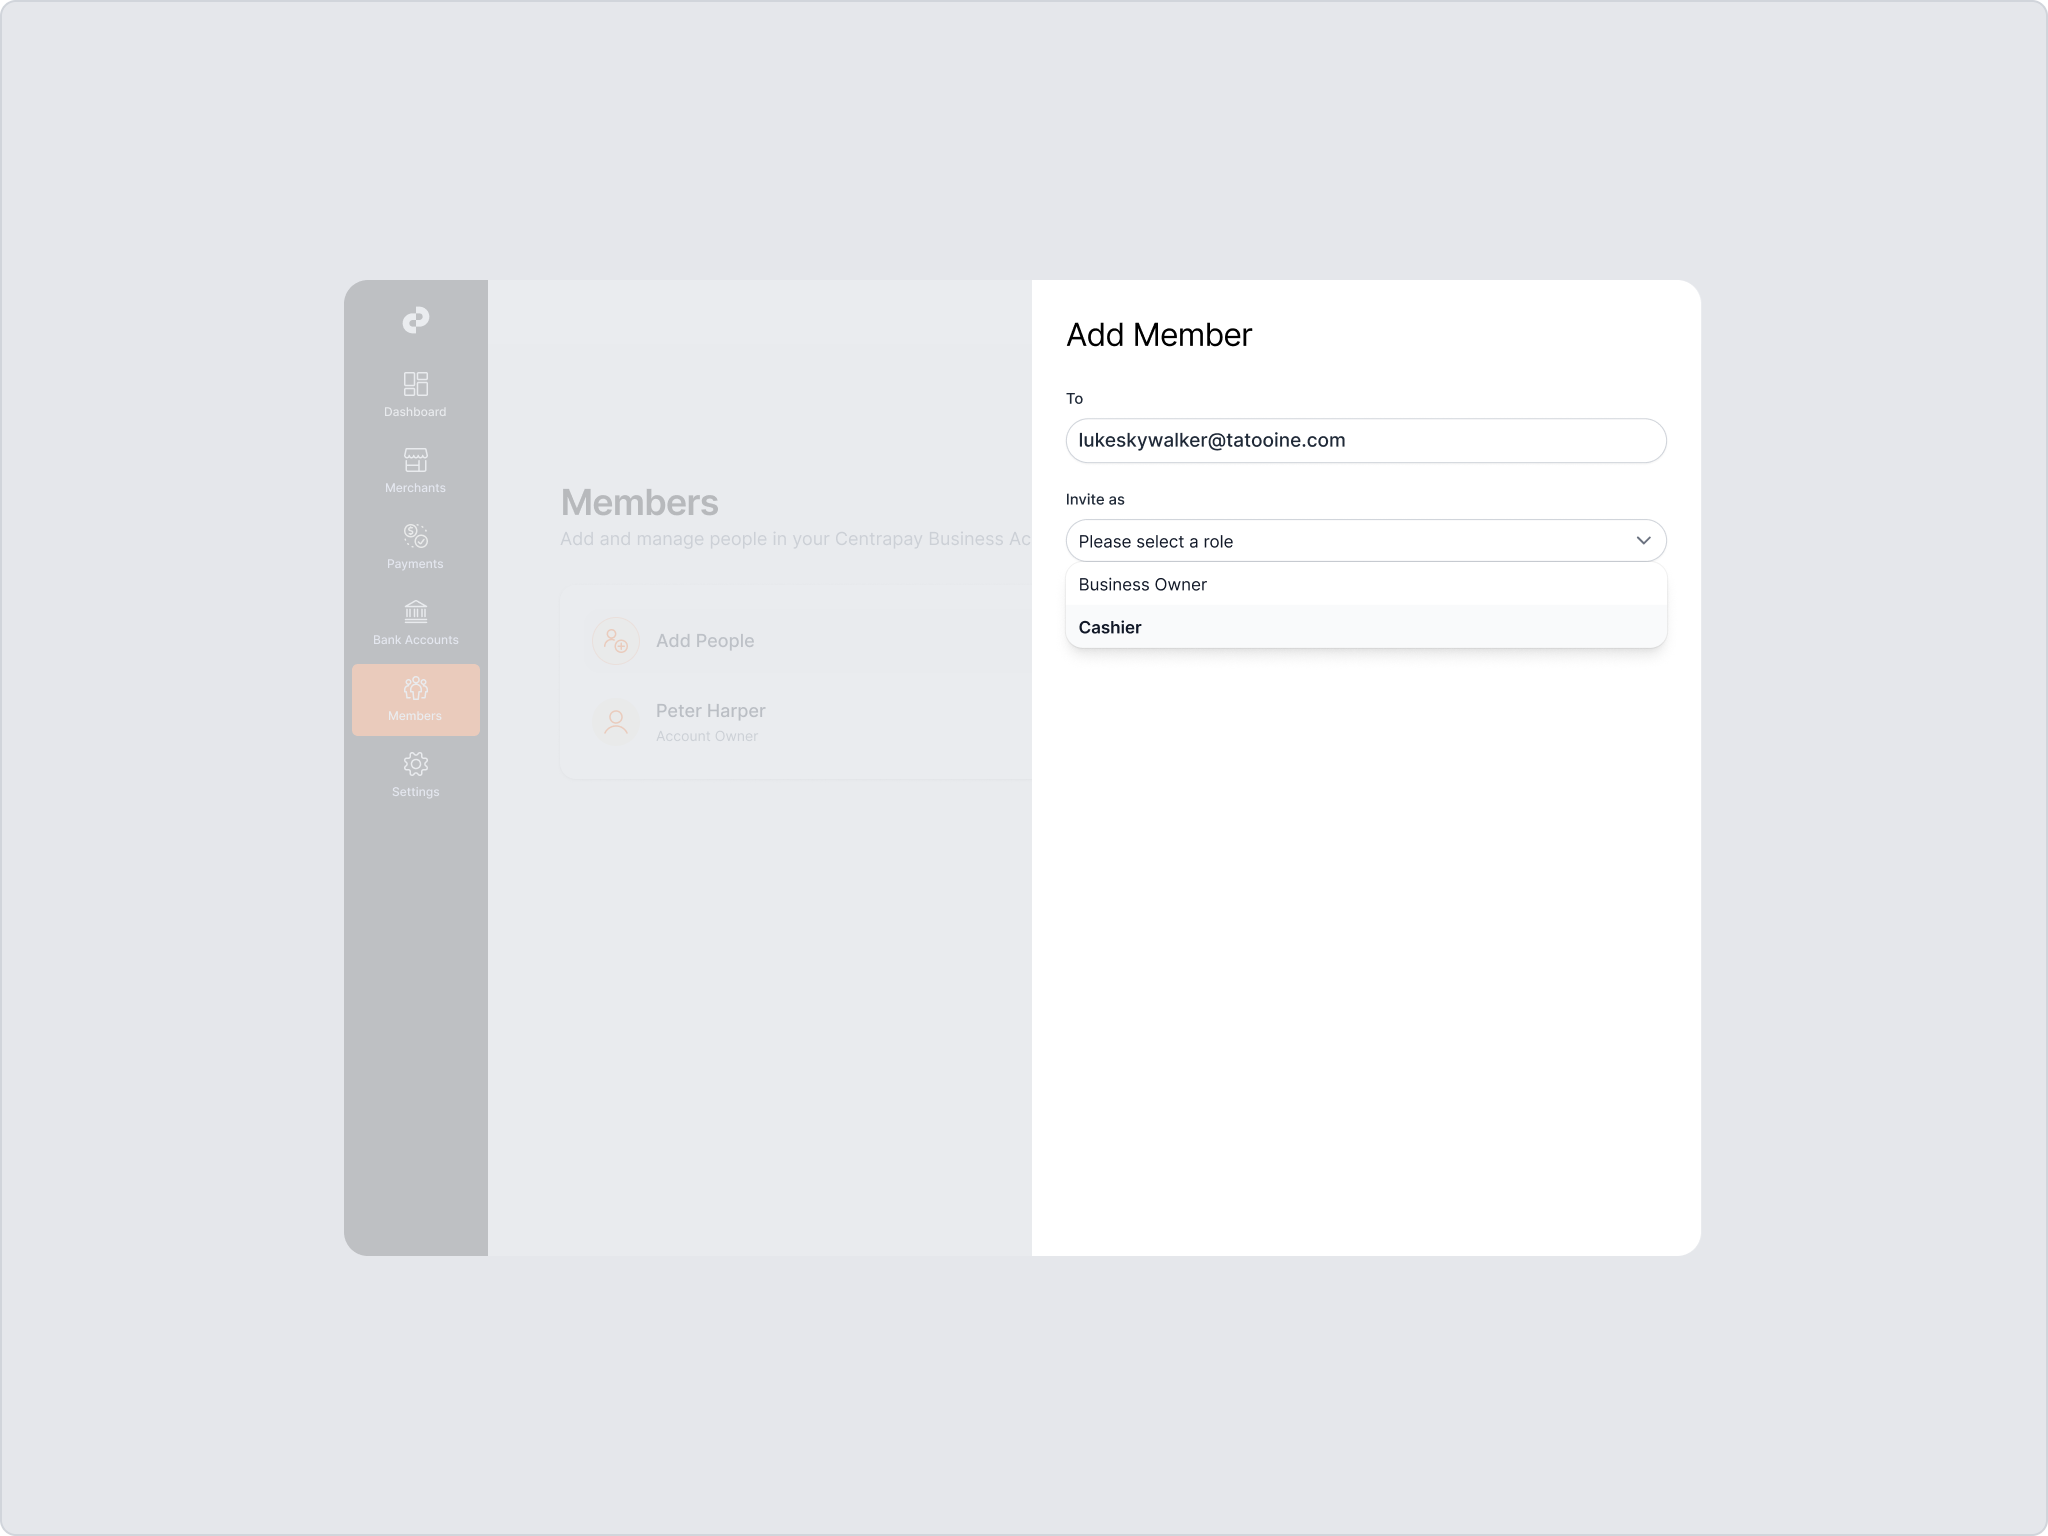 Dashboard
Merchants
Payments
Bank Accounts
Members
Settings
Members
Add and manage people in your Centrapay Business Ac
Add People
Peter Harper
Account Owner
Add Member
To
lukeskywalker@tatooine.com
Invite as
Please select a role
Business Owner
Cashier